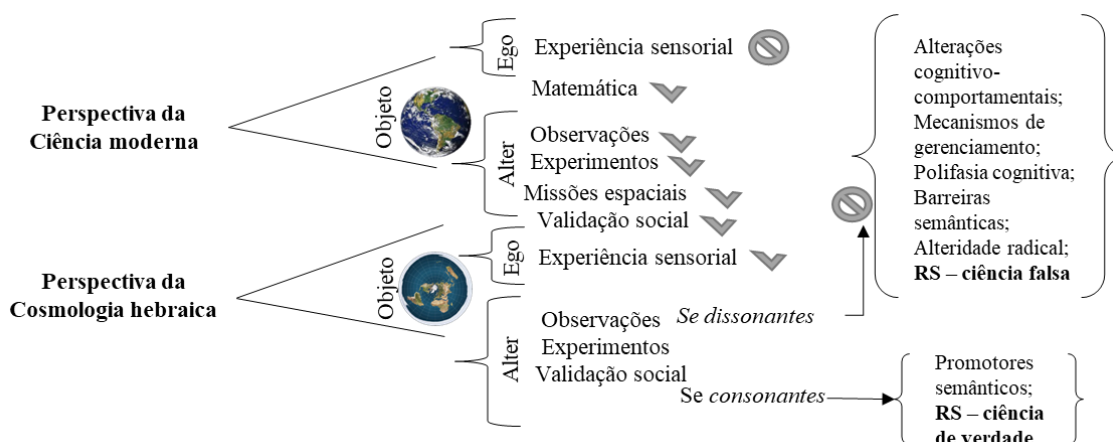 Perspectiva da
Ciência moderna
Objeto
Ego
Experiência sensorial
Matemática
Alter
Observações
Experimentos
Missões espaciais
Validação social
Perspectiva da
Cosmologia hebraica
Objeto
Ego
Experiência sensorial
Alter
Observações
Experimentos
Validação social
Se dissonantes
Se consonantes
Alterações
cognitivo-
comportamentais;
Mecanismos de
gerenciamento;
Polifasia cognitiva;
Barreiras
semânticas;
Alteridade radical;
RS – ciência falsa
Promotores
semânticos;
RS – ciência
de verdade